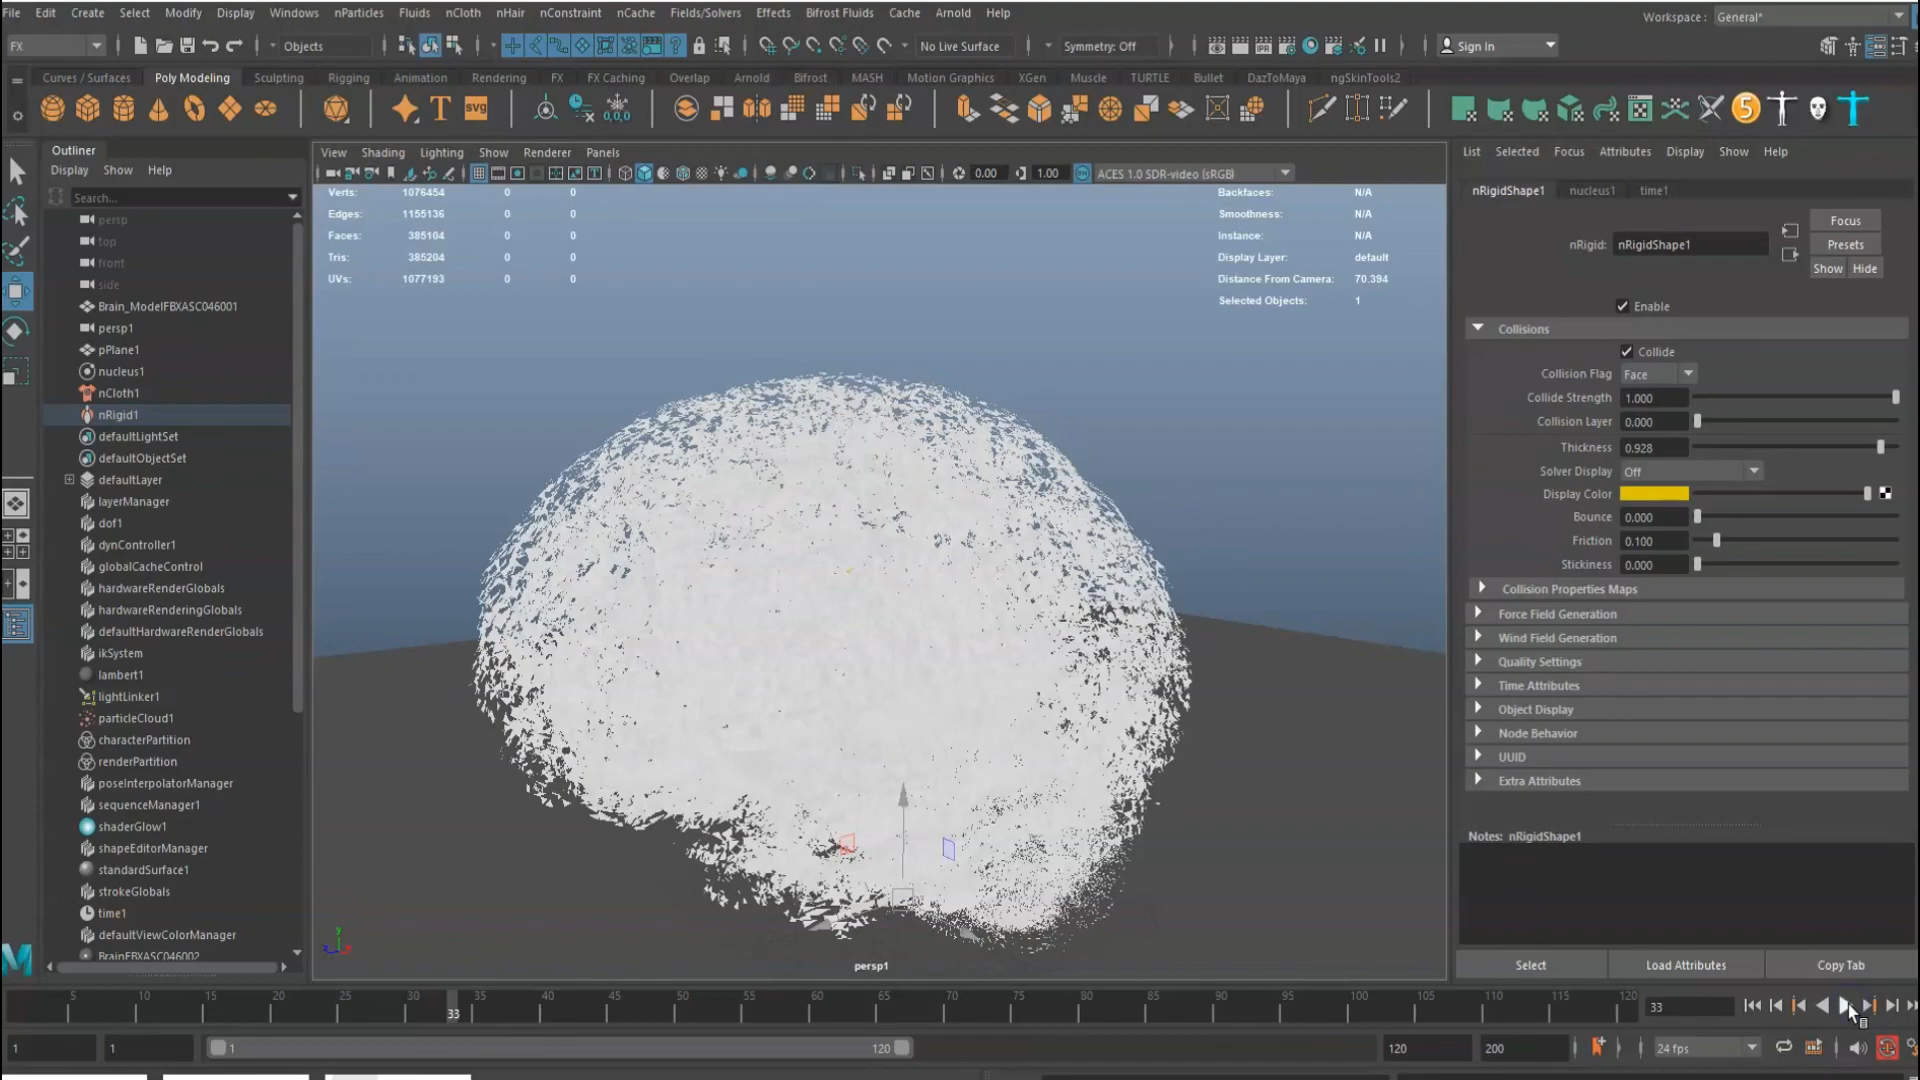 File Edit Create Select Modify Display Windows nParticles Fluids nCloth nHair nConstraint nCache Fields/Solvers Effects Bifrost Fluids Cache Arnold Help
Workspace : General*
FX Objects No Live Surface Symmetry: Off Sign In
Curves / Surfaces Poly Modeling Sculpting Rigging Animation Rendering FX FX Caching Overlap Arnold Bifrost MASH Motion Graphics XGen Muscle TURTLE Bullet DazToMaya ngSkinTools2
T svg 0,0,0 5
Outliner
Display Show Help
Search...
persp
top
front
side
Brain_ModelFBXASC046001
persp1
pPlane1
nucleus1
nCloth1
nRigid1
defaultLightSet
defaultObjectSet
defaultLayer
layerManager
dof1
dynController1
globalCacheControl
hardwareRenderGlobals
hardwareRenderingGlobals
defaultHardwareRenderGlobals
ikSystem
lambert1
lightLinker1
particleCloud1
characterPartition
renderPartition
poseInterpolatorManager
sequenceManager1
shaderGlow1
shapeEditorManager
standardSurface1
strokeGlobals
time1
defaultViewColorManager
BrainFBXASC046002
View Shading Lighting Show Renderer Panels
0.00 1.00 ACES 1.0 SDR-video (sRGB)
Verts: 1076454 0 0
Edges: 1155136 0 0
Faces: 385104 0 0
Tris: 385204 0 0
UVs: 1077193 0 0
Backfaces: N/A
Smoothness: N/A
Instance: N/A
Display Layer: default
Distance From Camera: 70.394
Selected Objects: 1
y
z x
persp1
List Selected Focus Attributes Display Show Help
nRigidShape1 nucleus1 time1
nRigid: nRigidShape1
Focus
Presets
Show Hide
Enable
Collisions
Collide
Collision Flag Face
Collide Strength 1.000
Collision Layer 0.000
Thickness 0.928
Solver Display Off
Display Color
Bounce 0.000
Friction 0.100
Stickiness 0.000
Collision Properties Maps
Force Field Generation
Wind Field Generation
Quality Settings
Time Attributes
Object Display
Node Behavior
UUID
Extra Attributes
Notes: nRigidShape1
Select Load Attributes Copy Tab
5 10 15 20 25 30 35 40 45 50 55 60 65 70 75 80 85 90 95 100 105 110 115 120
33
33
1 1 1 120 120 200 24 fps